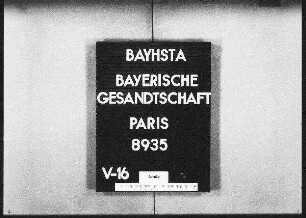 BAYHSTA
BAYERISCHE
GESANDTSCHAFT
PARIS
8935
V-16